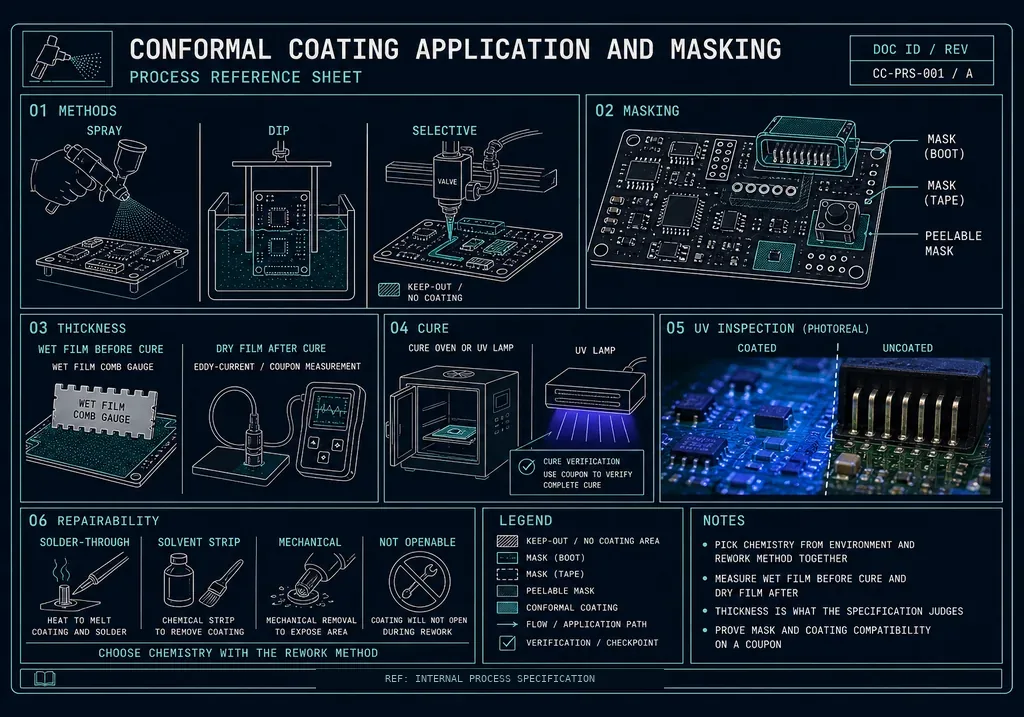 CONFORMAL COATING APPLICATION AND MASKING
PROCESS REFERENCE SHEET
DOC ID / REV
CC-PRS-001 / A
01 METHODS
SPRAY
DIP
SELECTIVE
VALVE
KEEP-OUT /
NO COATING
02 MASKING
MASK
(BOOT)
MASK
(TAPE)
PEELABLE
MASK
03 THICKNESS
WET FILM BEFORE CURE
WET FILM COMB GAUGE
WET FILM
COMB GAUGE
DRY FILM AFTER CURE
EDDY-CURRENT / COUPON MEASUREMENT
04 CURE
CURE OVEN OR UV LAMP
UV LAMP
CURE VERIFICATION
USE COUPON TO VERIFY
COMPLETE CURE
05 UV INSPECTION (PHOTOREAL)
COATED
UNCOATED
06 REPAIRABILITY
SOLDER-THROUGH
HEAT TO MELT
COATING AND SOLDER
SOLVENT STRIP
CHEMICAL STRIP
TO REMOVE COATING
MECHANICAL
MECHANICAL REMOVAL
TO EXPOSE AREA
NOT OPENABLE
COATING WILL NOT OPEN
DURING REWORK
CHOOSE CHEMISTRY WITH THE REWORK METHOD
LEGEND
KEEP-OUT / NO COATING AREA
MASK (BOOT)
MASK (TAPE)
PEELABLE MASK
CONFORMAL COATING
FLOW / APPLICATION PATH
VERIFICATION / CHECKPOINT
NOTES
• PICK CHEMISTRY FROM ENVIRONMENT AND
REWORK METHOD TOGETHER
• MEASURE WET FILM BEFORE CURE AND
DRY FILM AFTER
• THICKNESS IS WHAT THE SPECIFICATION JUDGES
• PROVE MASK AND COATING COMPATIBILITY
ON A COUPON
REF: INTERNAL PROCESS SPECIFICATION